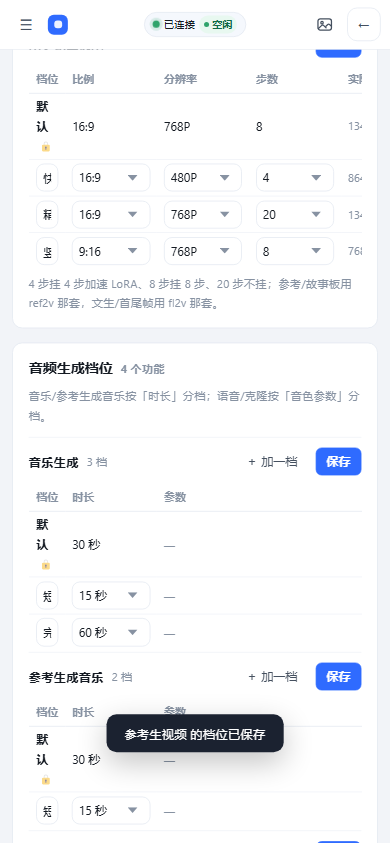 已连接 空闲
档位 比例 分辨率 步数
默认 16:9 768P 8
16:9 480P 4
16:9 768P 20
9:16 768P 8
4 步挂 4 步加速 LoRA、8 步挂 8 步、20 步不挂；参考/故事板用
ref2v 那套，文生/首尾帧用 fl2v 那套。
音频生成档位 4 个功能
音乐/参考生成音乐按「时长」分档；语音/克隆按「音色参数」分
档。
音乐生成 3 档 + 加一档 保存
档位 时长 参数
默认 30 秒 —
短 15 秒 —
60 秒 —
参考生成音乐 2 档 + 加一档 保存
档位 时长 参数
参考生视频 的档位已保存
默认 30 秒 —
短 15 秒 —